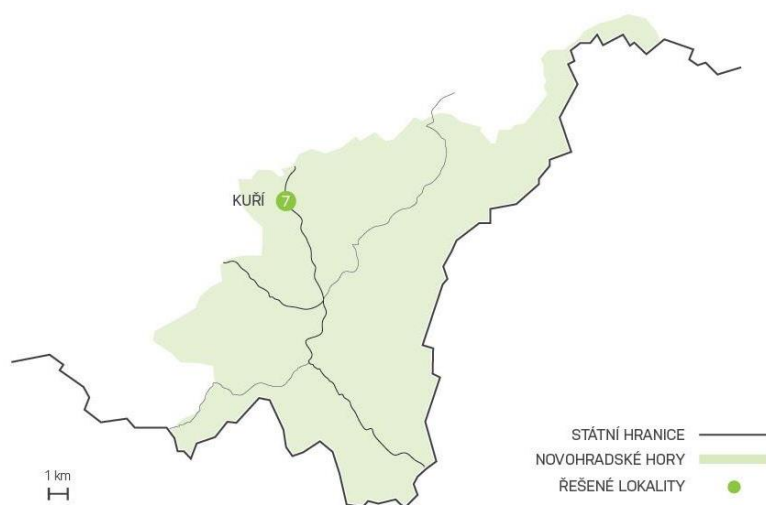 KUŘÍ 7
1 km
STÁTNÍ HRANICE
NOVOHRADSKÉ HORY
ŘEŠENÉ LOKALITY